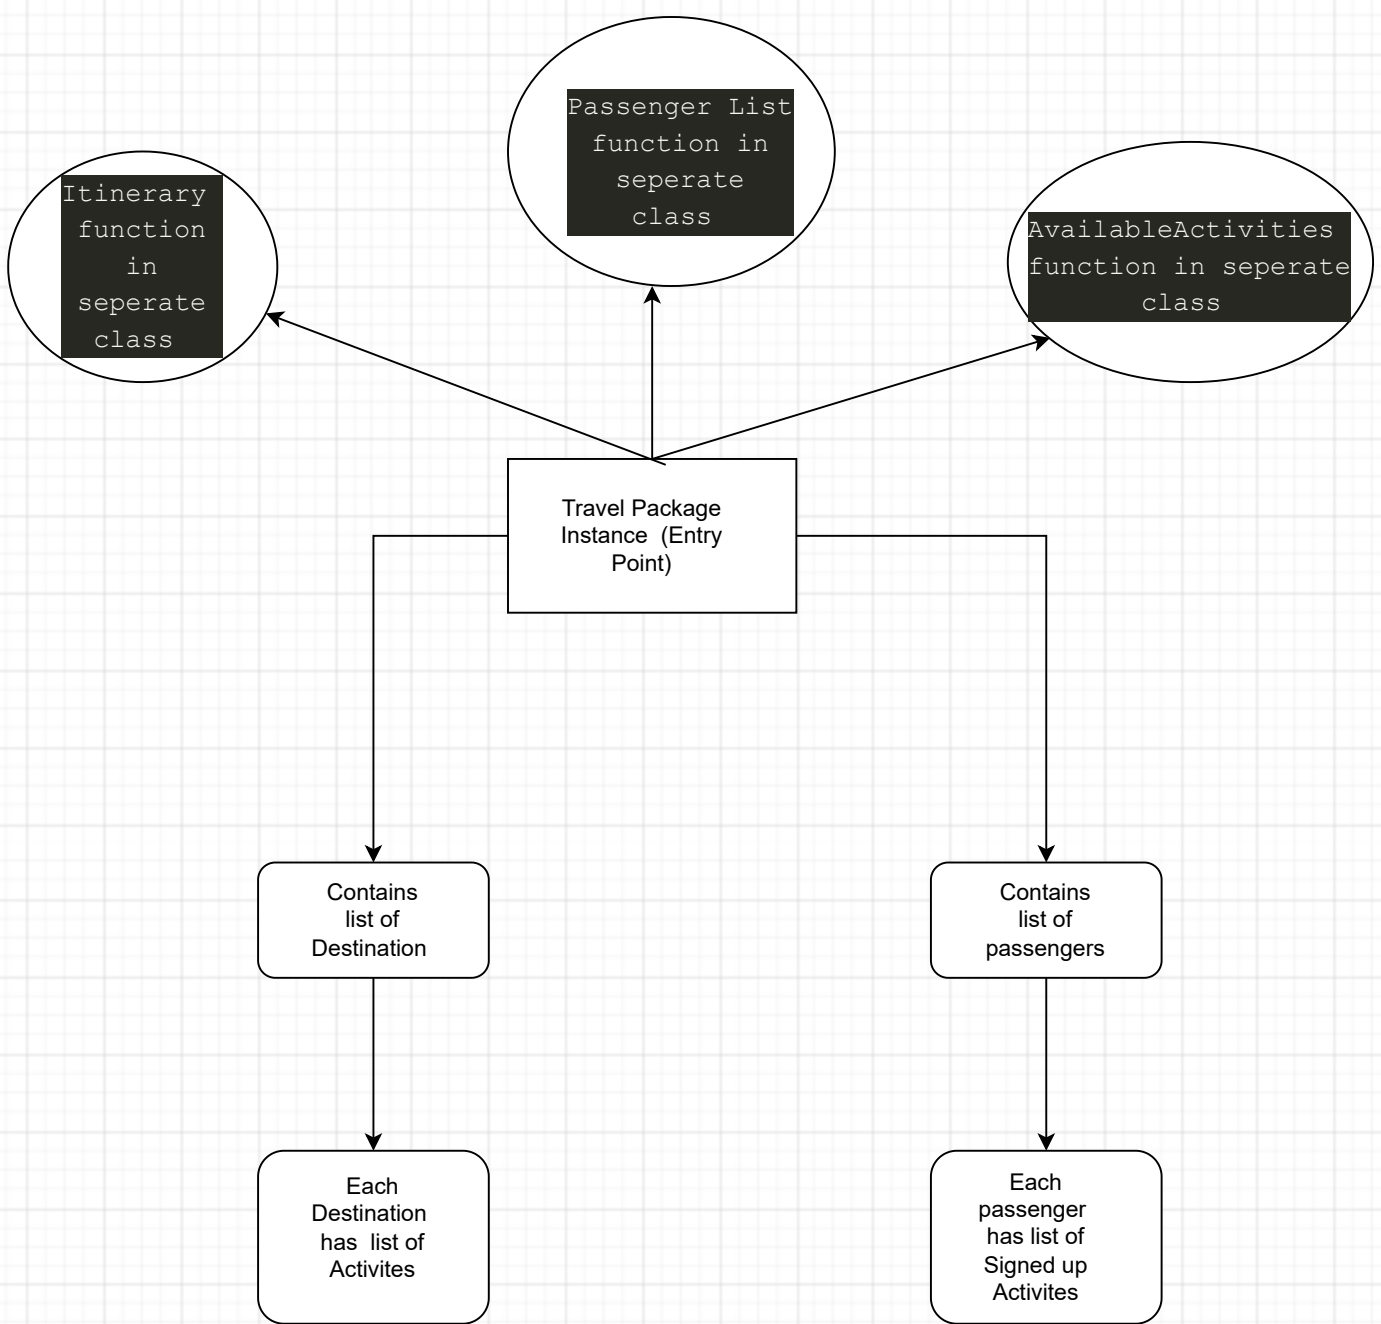 Passenger List
function in
seperate
class
Itinerary
function
in
seperate
class
AvailableActivities
function in seperate
class
Travel Package
Instance (Entry
Point)
Contains
list of
Destination
Contains
list of
passengers
Each
Destination
has list of
Activites
Each
passenger
has list of
Signed up
Activites